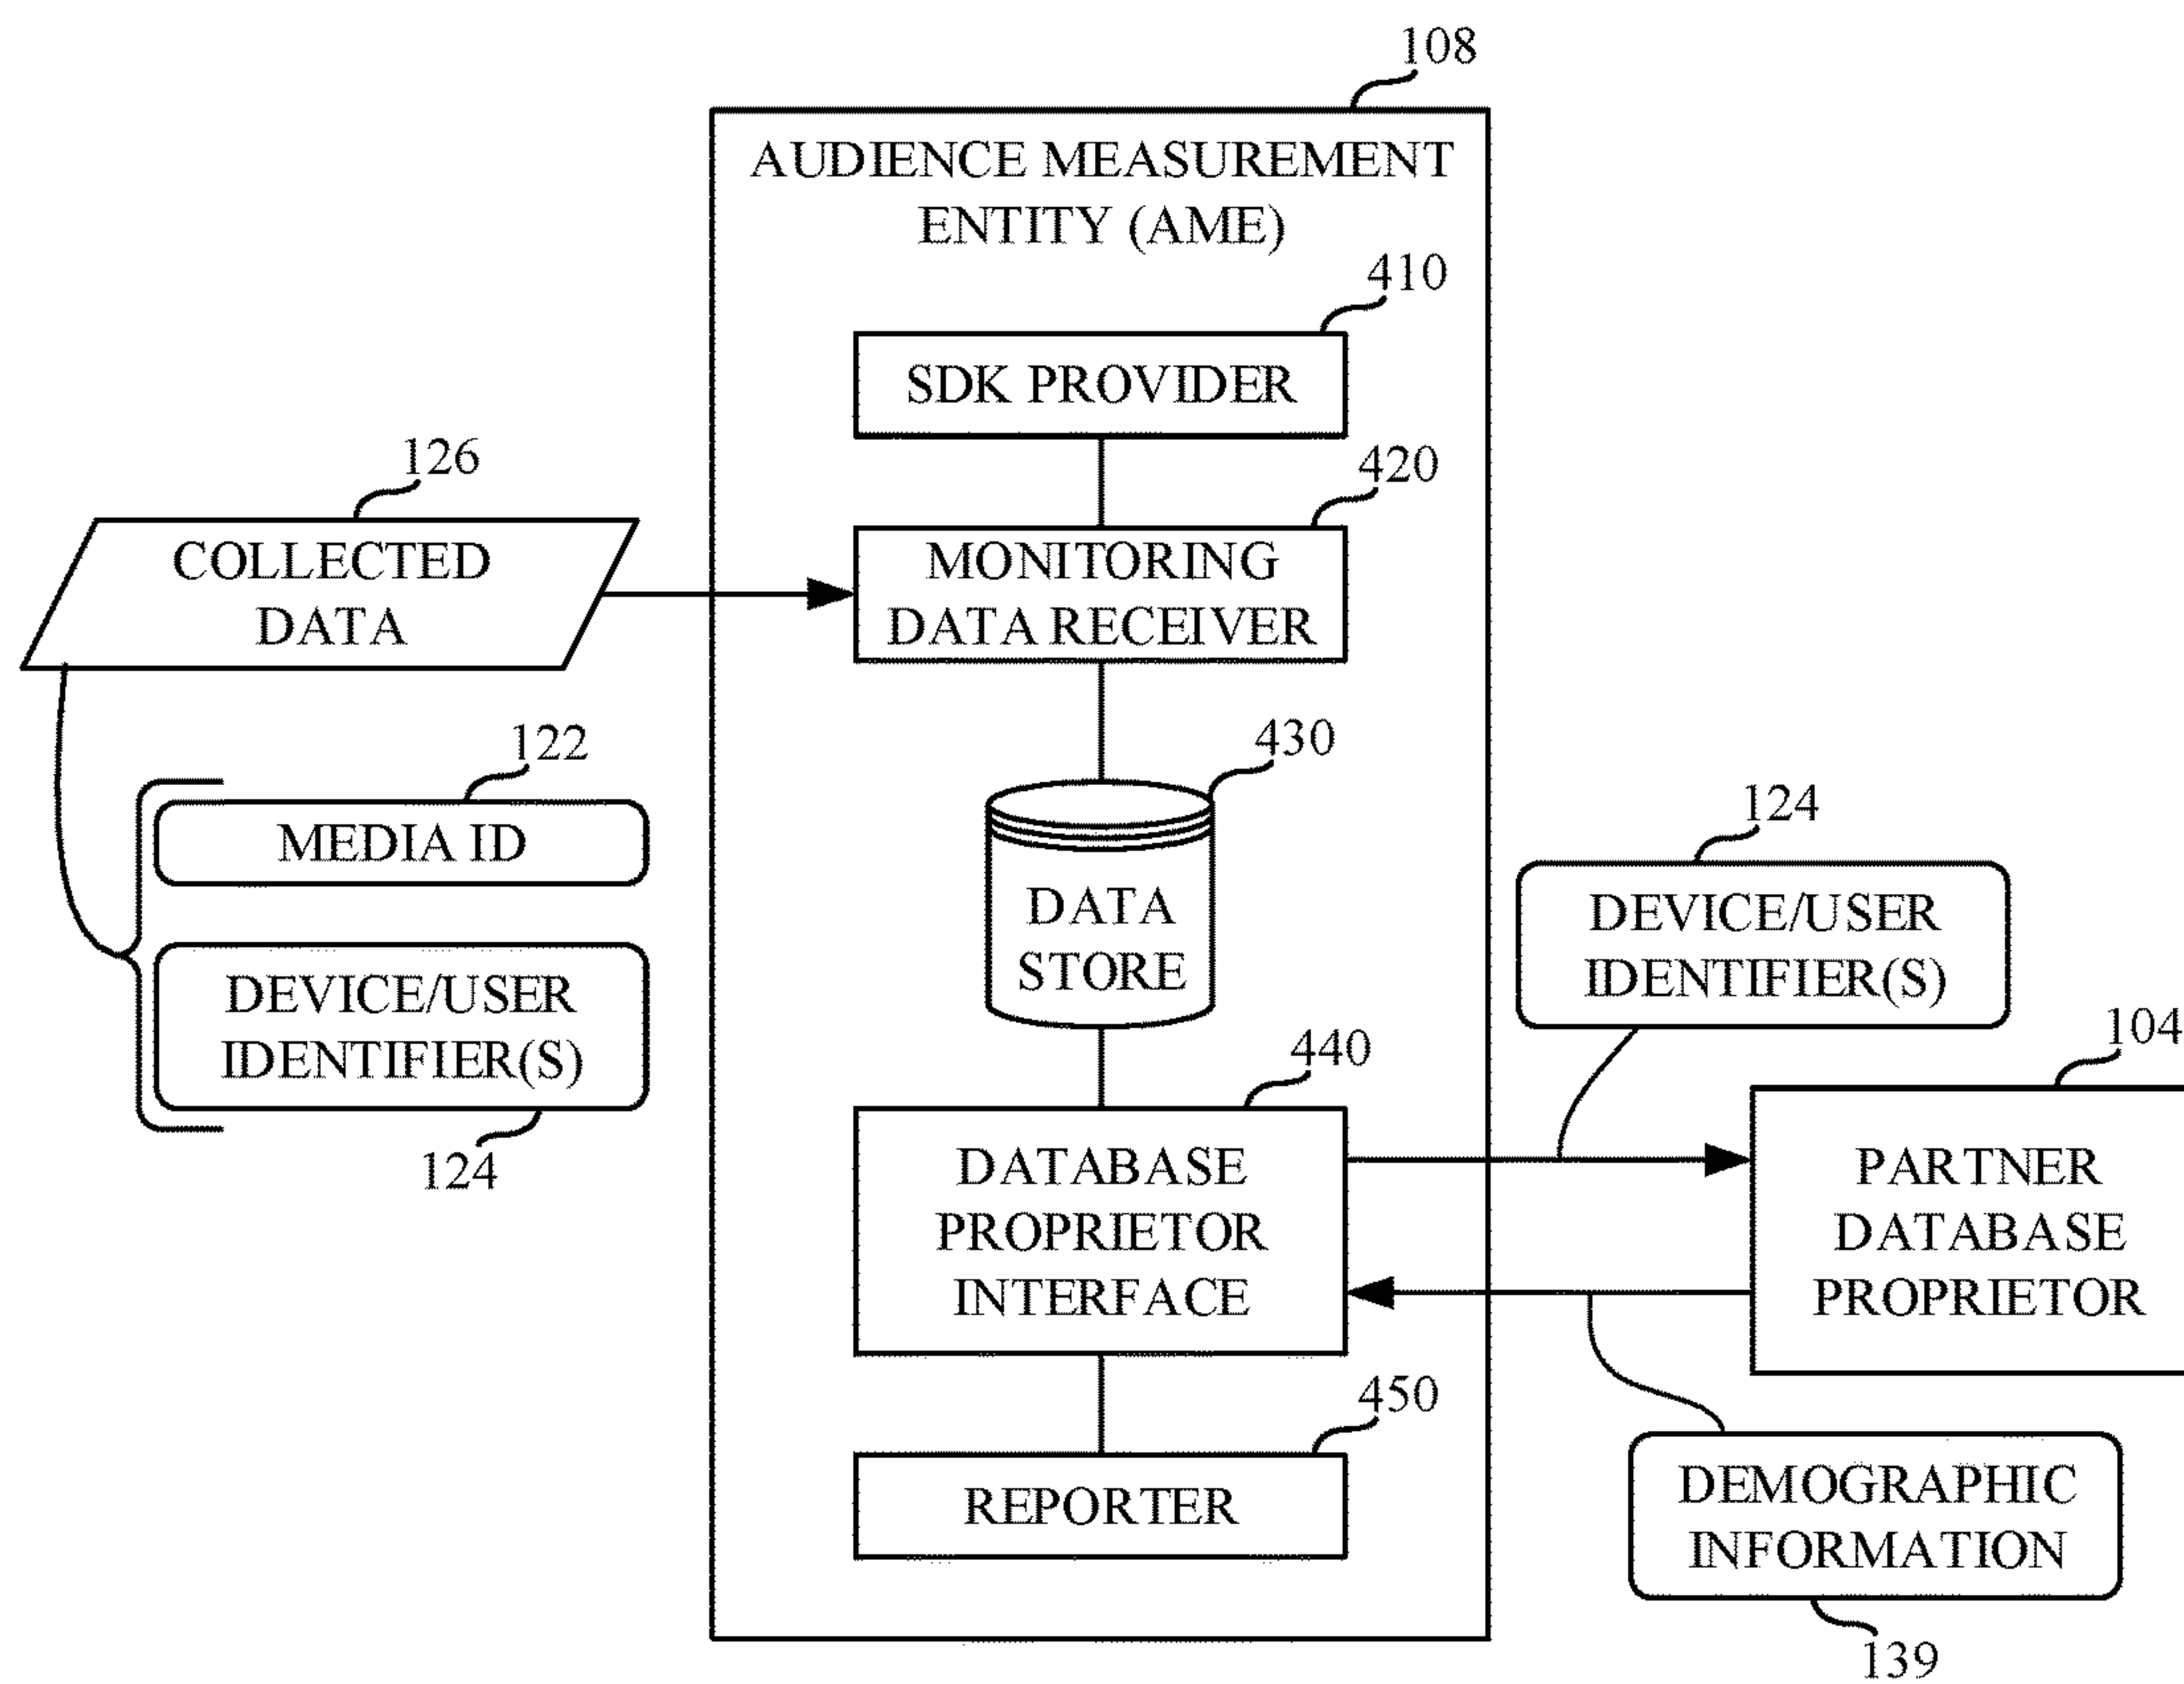 108
AUDIENCE MEASUREMENT
ENTITY (AME)
410
SDK PROVIDER
126
COLLECTED
DATA
420
MONITORING
DATA RECEIVER
122
MEDIA ID
DEVICE/USER
IDENTIFIER(S)
124
430
DATA
STORE
124
DEVICE/USER
IDENTIFIER(S)
440
DATABASE
PROPRIETOR
INTERFACE
104
PARTNER
DATABASE
PROPRIETOR
450
REPORTER
DEMOGRAPHIC
INFORMATION
139